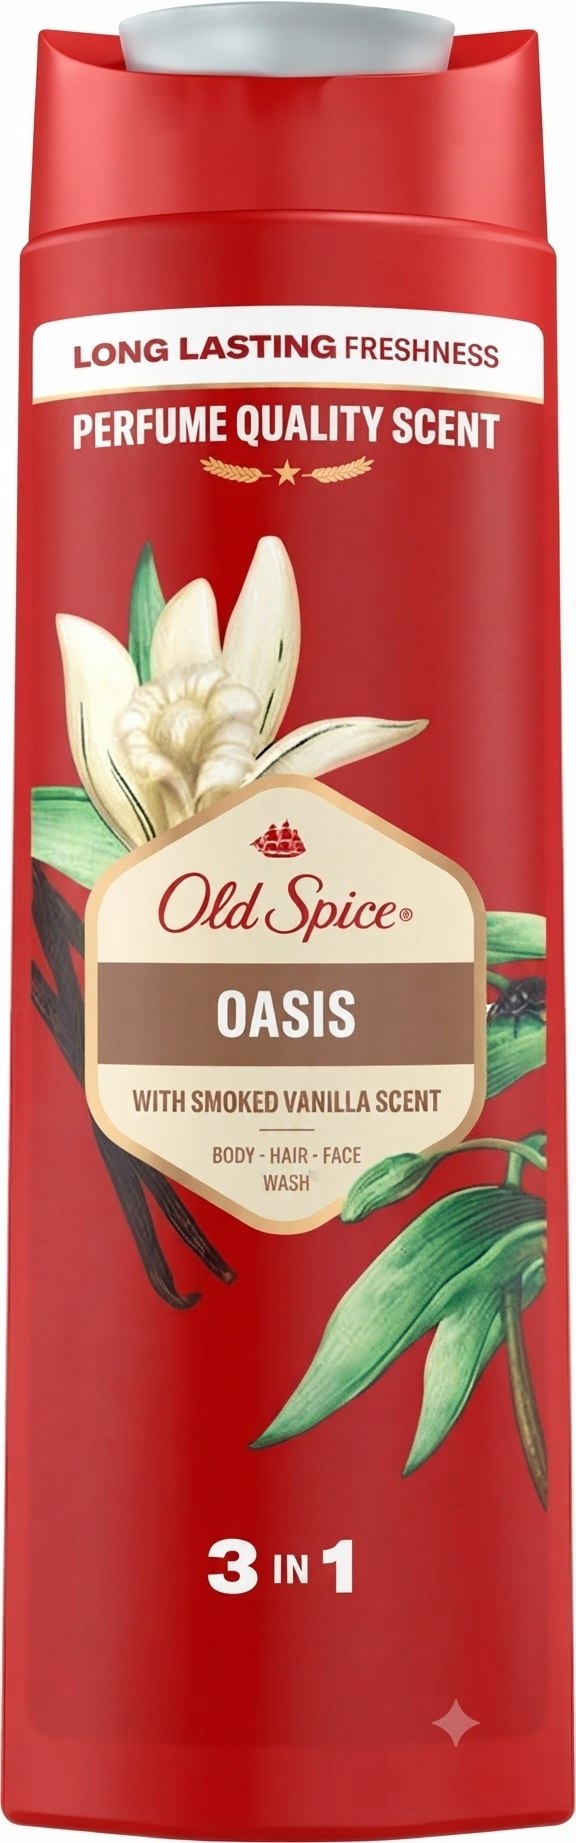 LONG LASTING FRESHNESS
PERFUME QUALITY SCENT
Old Spice®
OASIS
WITH SMOKED VANILLA SCENT
BODY - HAIR - FACE
WASH
3 IN 1